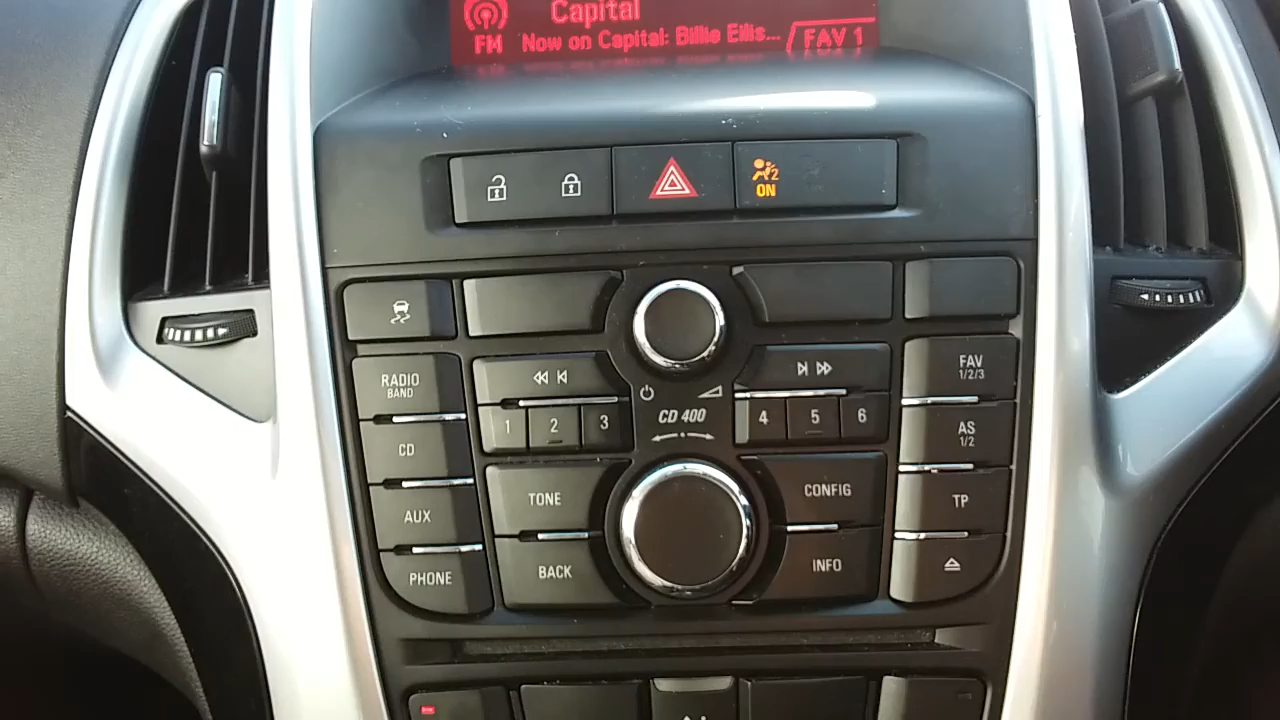 Capital
FM Now on Capital: Billie Eilis... FAV 1
2
ON
RADIO
BAND
FAV
1/2/3
1 2 3
CD 400
4 5 6
AS
1/2
CD
TONE
CONFIG
TP
AUX
BACK
INFO
PHONE